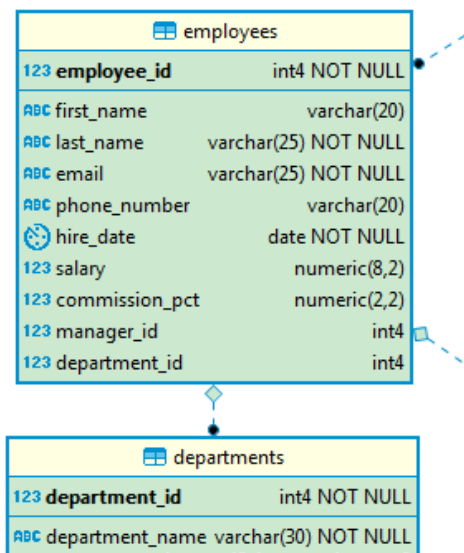 employees
123 employee_id int4 NOT NULL
ABC first_name varchar(20)
ABC last_name varchar(25) NOT NULL
ABC email varchar(25) NOT NULL
ABC phone_number varchar(20)
hire_date date NOT NULL
123 salary numeric(8,2)
123 commission_pct numeric(2,2)
123 manager_id int4
123 department_id int4
departments
123 department_id int4 NOT NULL
ABC department_name varchar(30) NOT NULL